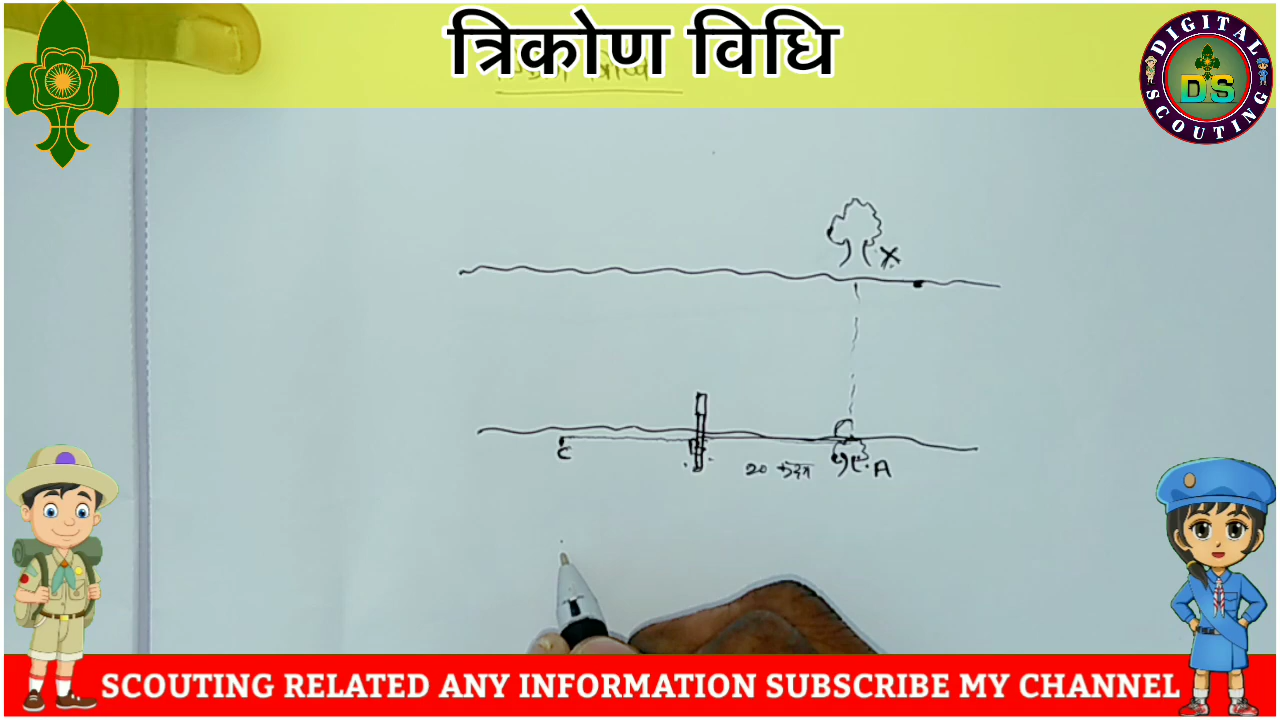 त्रिकोण विधि
DIGITAL
DS
SCOUTING
X
C
20 कदम
A
SCOUTING RELATED ANY INFORMATION SUBSCRIBE MY CHANNEL